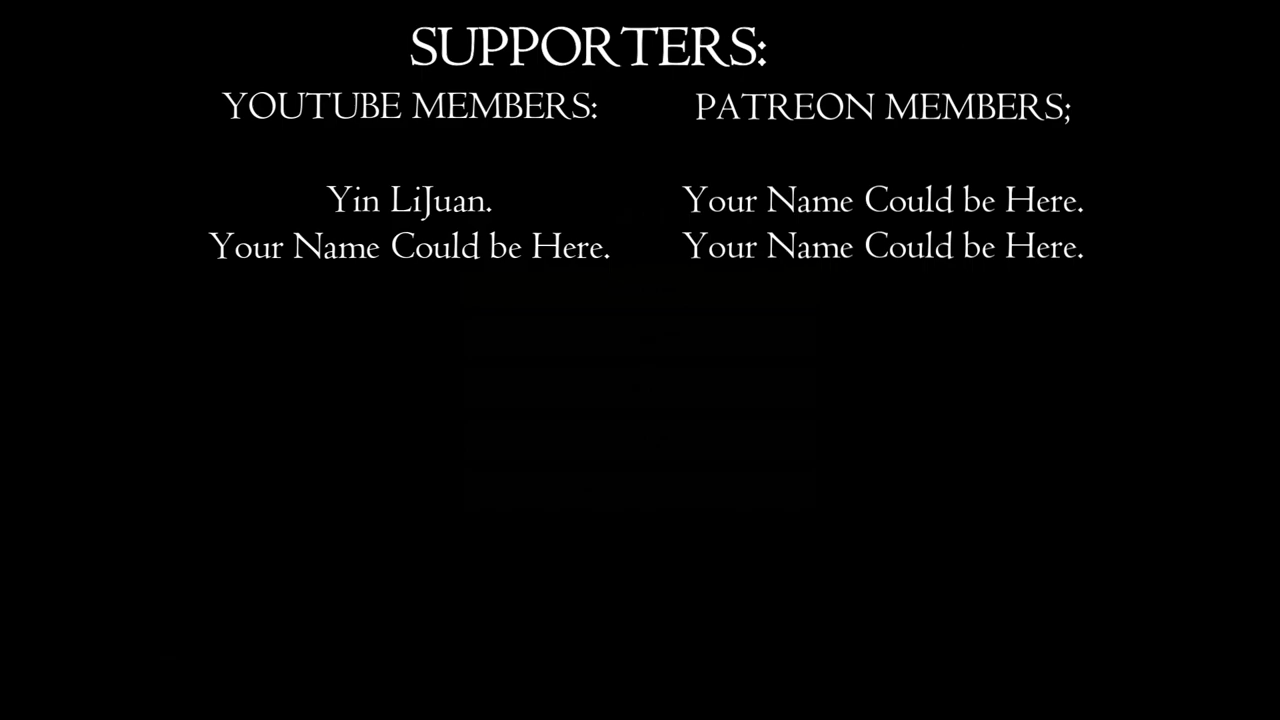 SUPPORTERS:
YOUTUBE MEMBERS:
PATREON MEMBERS;
Yin LiJuan.
Your Name Could be Here.
Your Name Could be Here.
Your Name Could be Here.